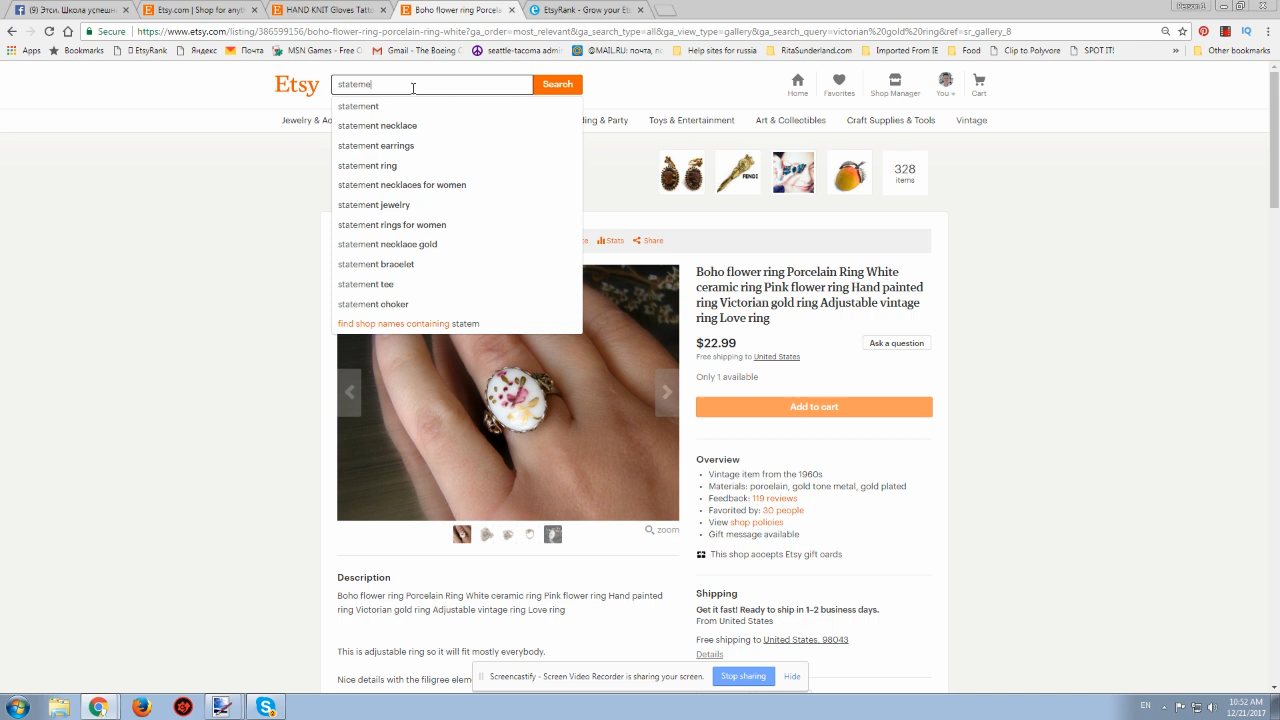 (9) Этси. Школа успешны
Etsy.com | Shop for anyt
HAND KNIT Gloves Tattoo
Boho flower ring Porcela
EtsyRank - Grow your Et
Secure
https://www.etsy.com/listing/386599156/boho-flower-ring-porcelain-ring-white?ga_order=most_relevant&ga_search_type=all&ga_view_type=gallery&ga_search_query=victorian%20gold%20ring&ref=sr_gallery_8
Apps
Bookmarks
EtsyRank
Яндекс
Почта
MSN Games - Free O
Gmail - The Boeing C
seattle-задачи - все
@MAIL.RU: почта
Help sites for bread
RitaSunderland.com
Imported From IE
Food
Clir to Polyvore
SPOT IT!
»
Other bookmarks
Etsy
stateme
Search
Home
Favorites
Shop Manager
You
Cart
statement
statement necklace
statement earrings
statement ring
statement necklaces for women
statement jewelry
statement rings for women
statement necklace gold
statement bracelet
statement tee
statement choker
find shop names containing statem
Toys & Entertainment
Art & Collectibles
Craft Supplies & Tools
Vintage
FENDI
328
items
Stats
Share
Boho flower ring Porcelain Ring White
ceramic ring Pink flower ring Hand painted
ring Victorian gold ring Adjustable vintage
ring Love ring
$22.99
Free shipping to United States
Ask a question
Only 1 available
Add to cart
Overview
• Vintage item from the 1960s
• Materials: porcelain, gold tone metal, gold plated
• Feedback: 119 reviews
• Favorited by: 30 people
• View shop policies
• Gift message available
This shop accepts Etsy gift cards
zoom
Description
Boho flower ring Porcelain Ring White ceramic ring Pink flower ring Hand painted
ring Victorian gold ring Adjustable vintage ring Love ring
This is adjustable ring so it will fit mostly everybody.
Nice details with the filigree elem
Shipping
Get it fast! Ready to ship in 1–2 business days.
From United States
Free shipping to United States, 98043
Details
Screencastify - Screen Video Recorder is sharing your screen.
Stop sharing
Hide
EN
10:52 AM
12/21/2017